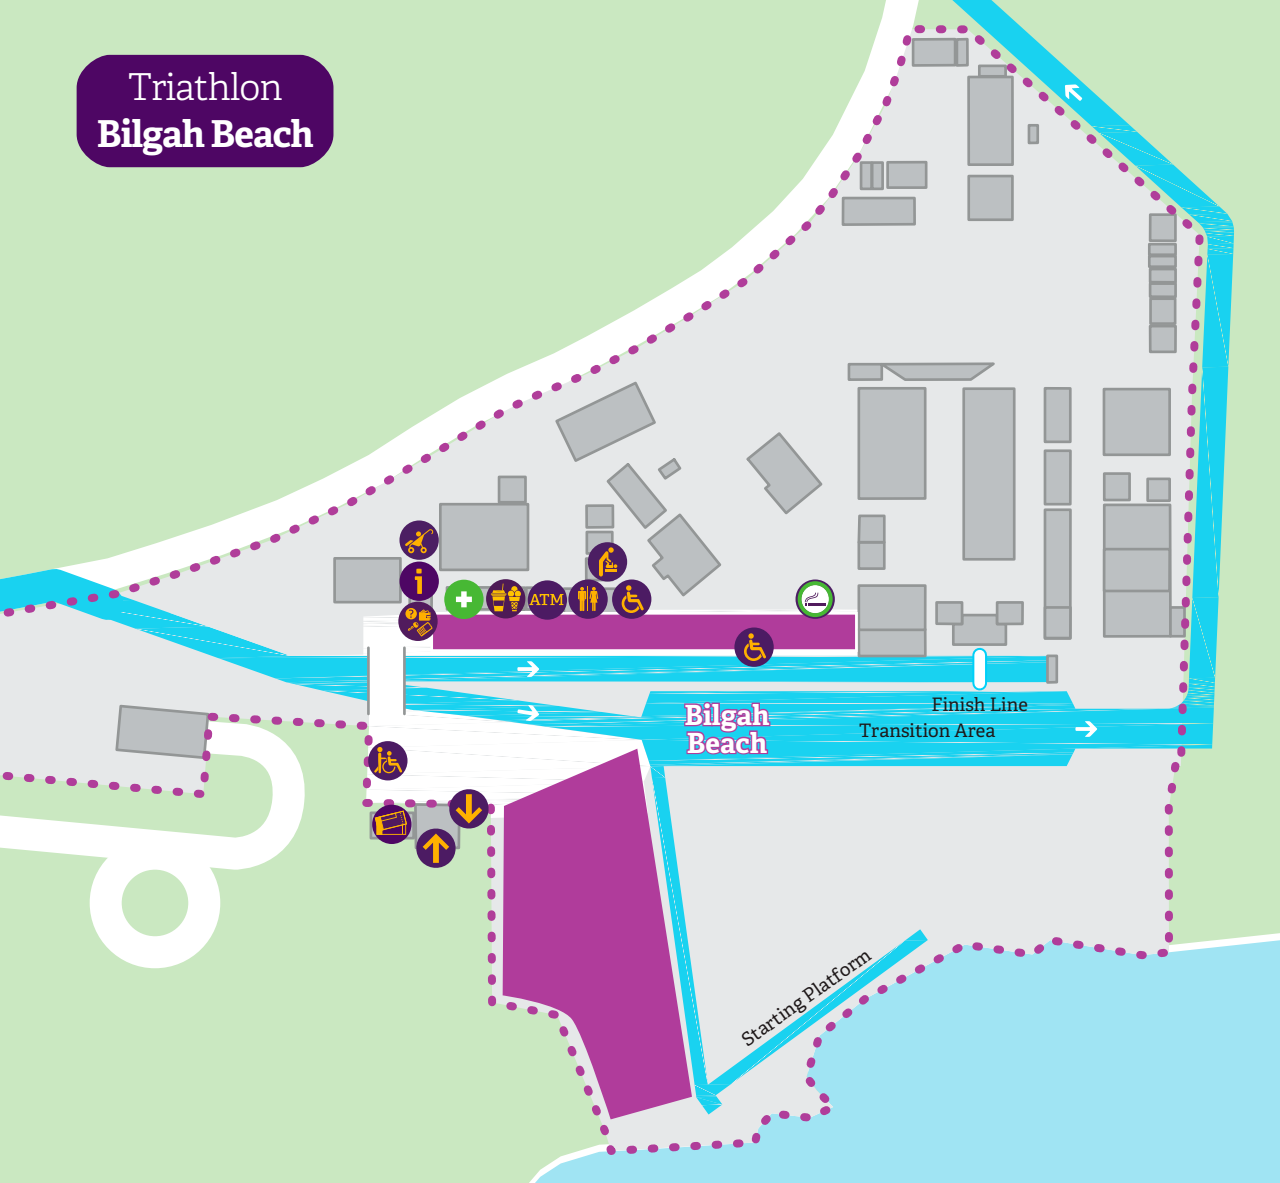 Triathlon
Bilgah Beach
ATM
Bilgah
Beach
Finish Line
Transition Area
Starting Platform